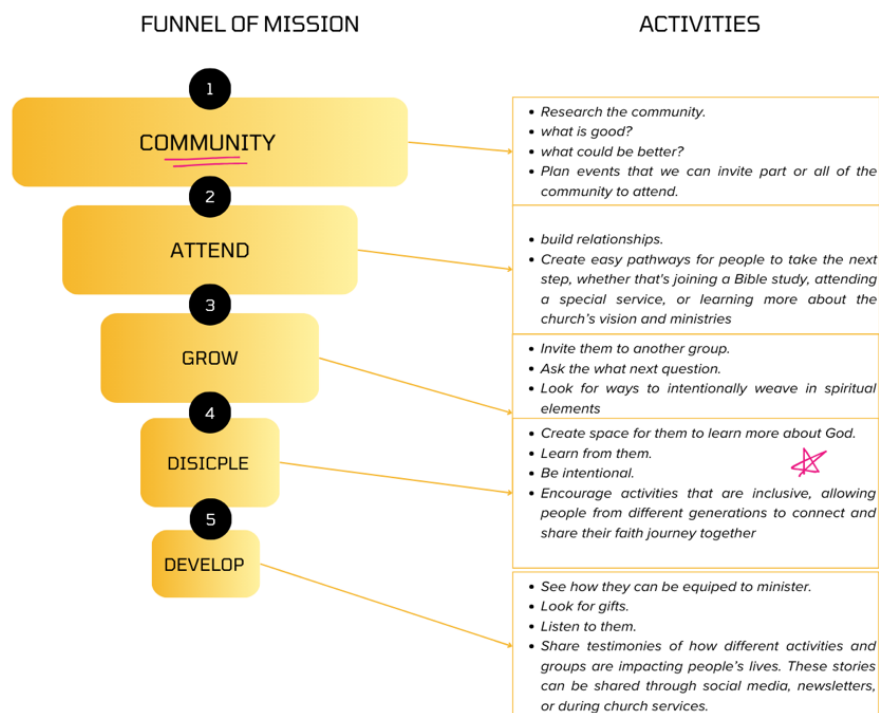 FUNNEL OF MISSION
ACTIVITIES
1
COMMUNITY
• Research the community.
• what is good?
• what could be better?
• Plan events that we can invite part or all of the
community to attend.
2
ATTEND
• build relationships.
• Create easy pathways for people to take the next
step, whether that's joining a Bible study, attending
a special service, or learning more about the
church's vision and ministries
3
GROW
• Invite them to another group.
• Ask the what next question.
• Look for ways to intentionally weave in spiritual
elements
4
DISICPLE
• Create space for them to learn more about God.
• Learn from them.
• Be intentional.
• Encourage activities that are inclusive, allowing
people from different generations to connect and
share their faith journey together
5
DEVELOP
• See how they can be equiped to minister.
• Look for gifts.
• Listen to them.
• Share testimonies of how different activities and
groups are impacting people's lives. These stories
can be shared through social media, newsletters,
or during church services.